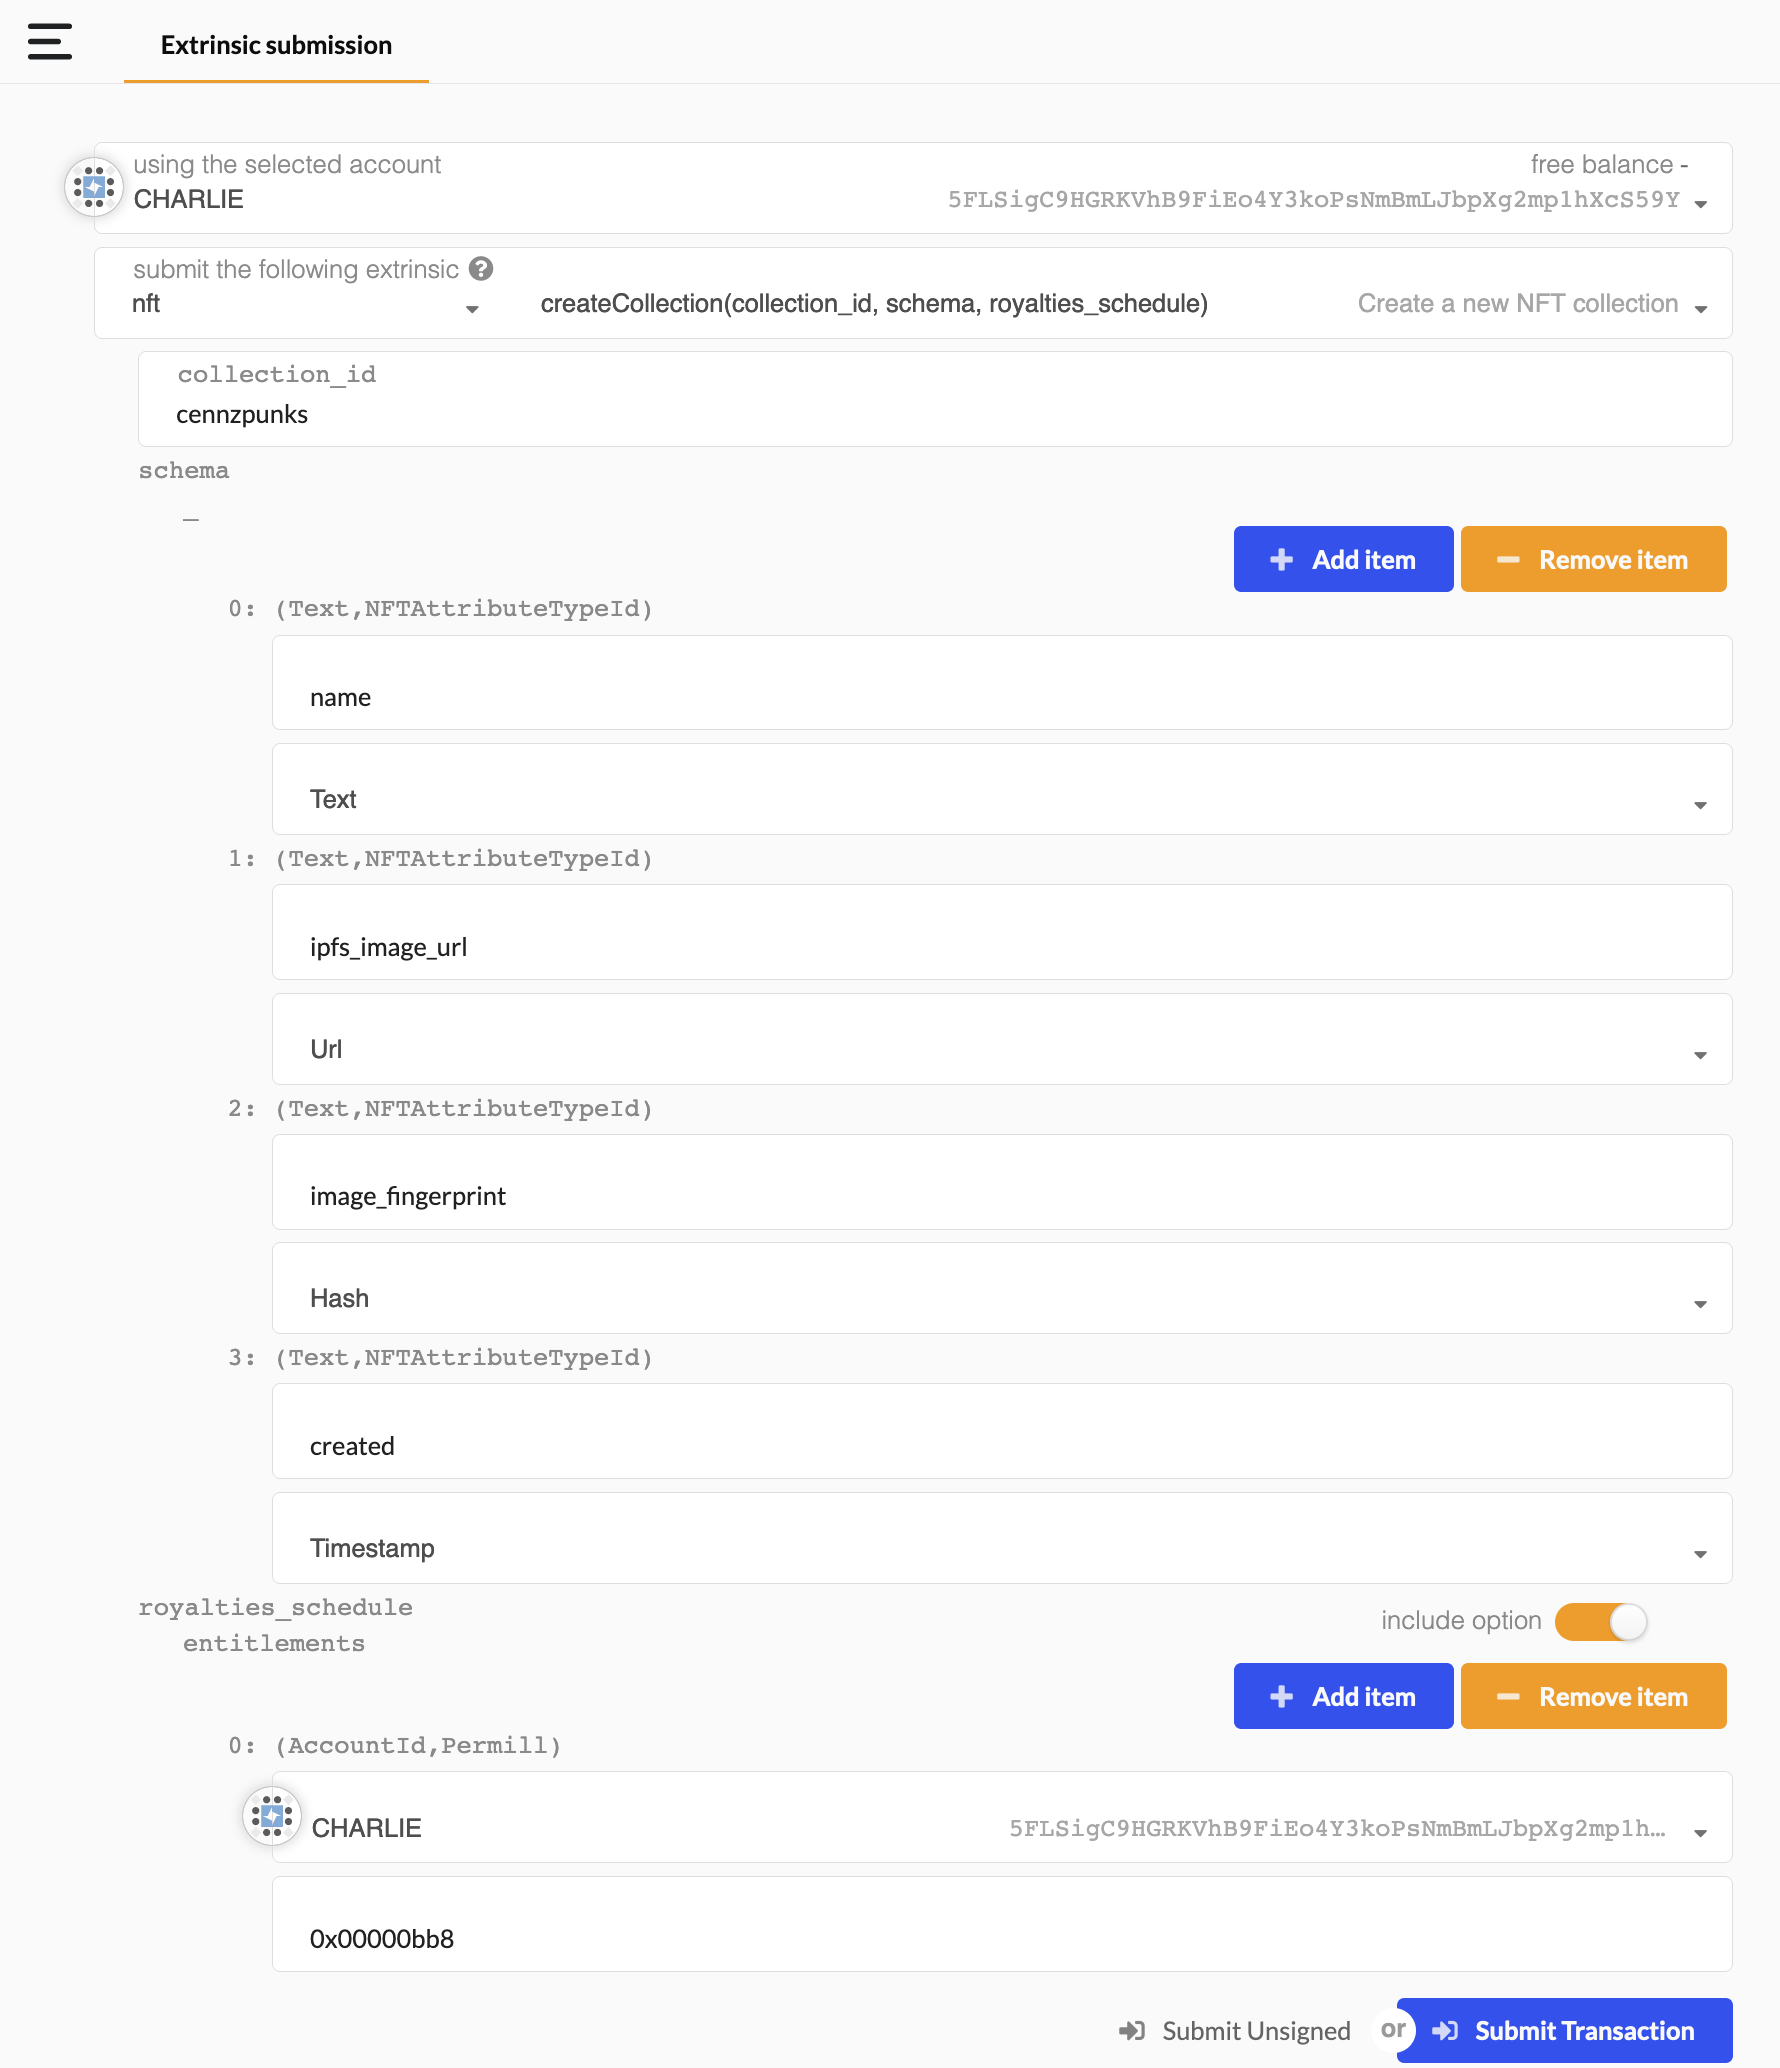 Extrinsic submission
using the selected account
free balance -
CHARLIE
5FLSigC9HGRKVhB9FiEo4Y3koPsNmBmLJbpXg2mp1hXcS59Y
submit the following extrinsic ?
nft
createCollection(collection_id, schema, royalties_schedule)
Create a new NFT collection
collection_id
cennzpunks
schema
_
+ Add item
− Remove item
0: (Text,NFTAttributeTypeId)
name
Text
1: (Text,NFTAttributeTypeId)
ipfs_image_url
Url
2: (Text,NFTAttributeTypeId)
image_fingerprint
Hash
3: (Text,NFTAttributeTypeId)
created
Timestamp
royalties_schedule
include option
entitlements
+ Add item
− Remove item
0: (AccountId,Permill)
CHARLIE
5FLSigC9HGRKVhB9FiEo4Y3koPsNmBmLJbpXg2mp1h...
0x00000bb8
Submit Unsigned
or
Submit Transaction